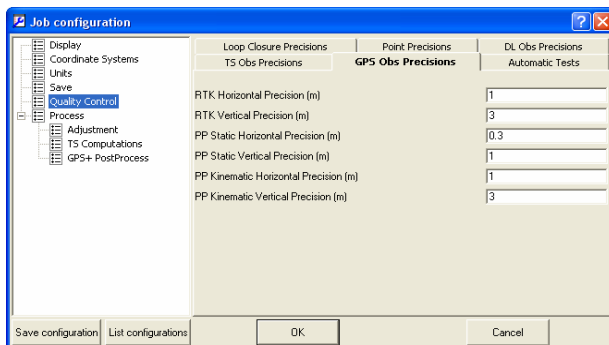 Job configuration
Display
Coordinate Systems
Units
Save
Quality Control
Process
Adjustment
TS Computations
GPS+ PostProcess
Loop Closure Precisions
Point Precisions
DL Obs Precisions
TS Obs Precisions
GPS Obs Precisions
Automatic Tests
RTK Horizontal Precision (m)
1
RTK Vertical Precision (m)
3
PP Static Horizontal Precision (m)
0.3
PP Static Vertical Precision (m)
1
PP Kinematic Horizontal Precision (m)
1
PP Kinematic Vertical Precision (m)
3
Save configuration
List configurations
OK
Cancel